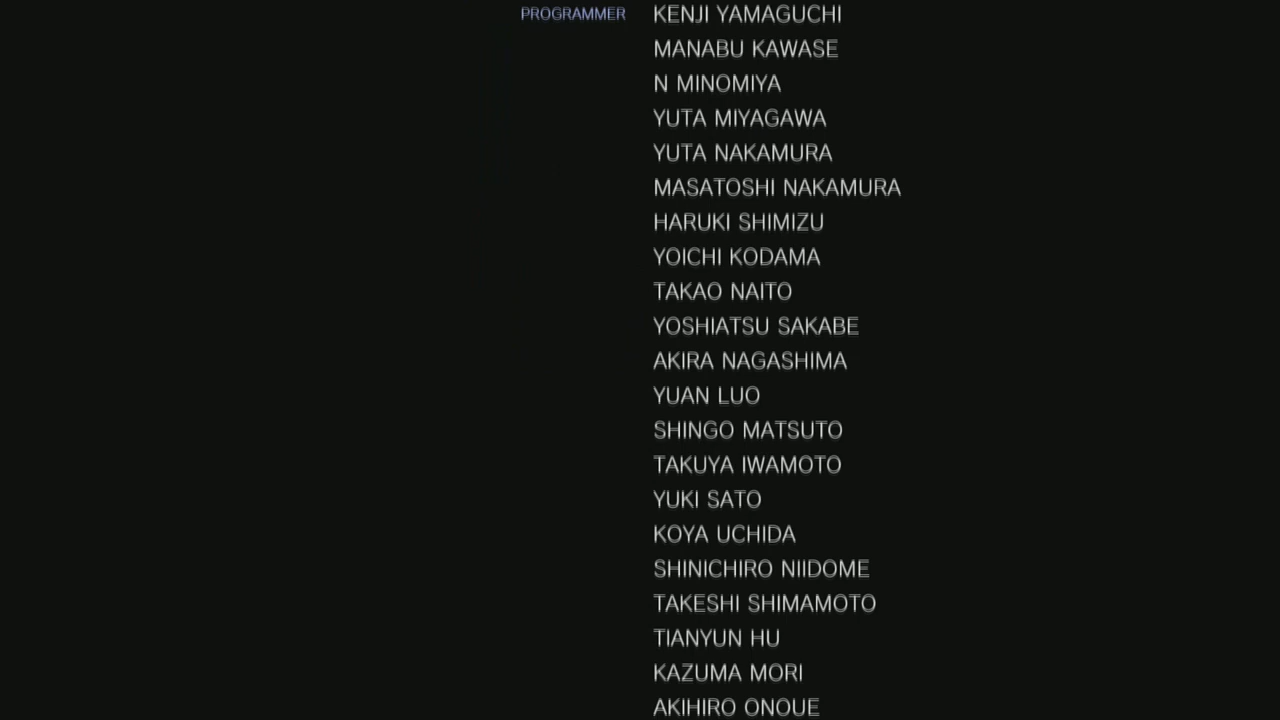 PROGRAMMER KENJI YAMAGUCHI
MANABU KAWASE
N MINOMIYA
YUTA MIYAGAWA
YUTA NAKAMURA
MASATOSHI NAKAMURA
HARUKI SHIMIZU
YOICHI KODAMA
TAKAO NAITO
YOSHIATSU SAKABE
AKIRA NAGASHIMA
YUAN LUO
SHINGO MATSUTO
TAKUYA IWAMOTO
YUKI SATO
KOYA UCHIDA
SHINICHIRO NIIDOME
TAKESHI SHIMAMOTO
TIANYUN HU
KAZUMA MORI
AKIHIRO ONOUE